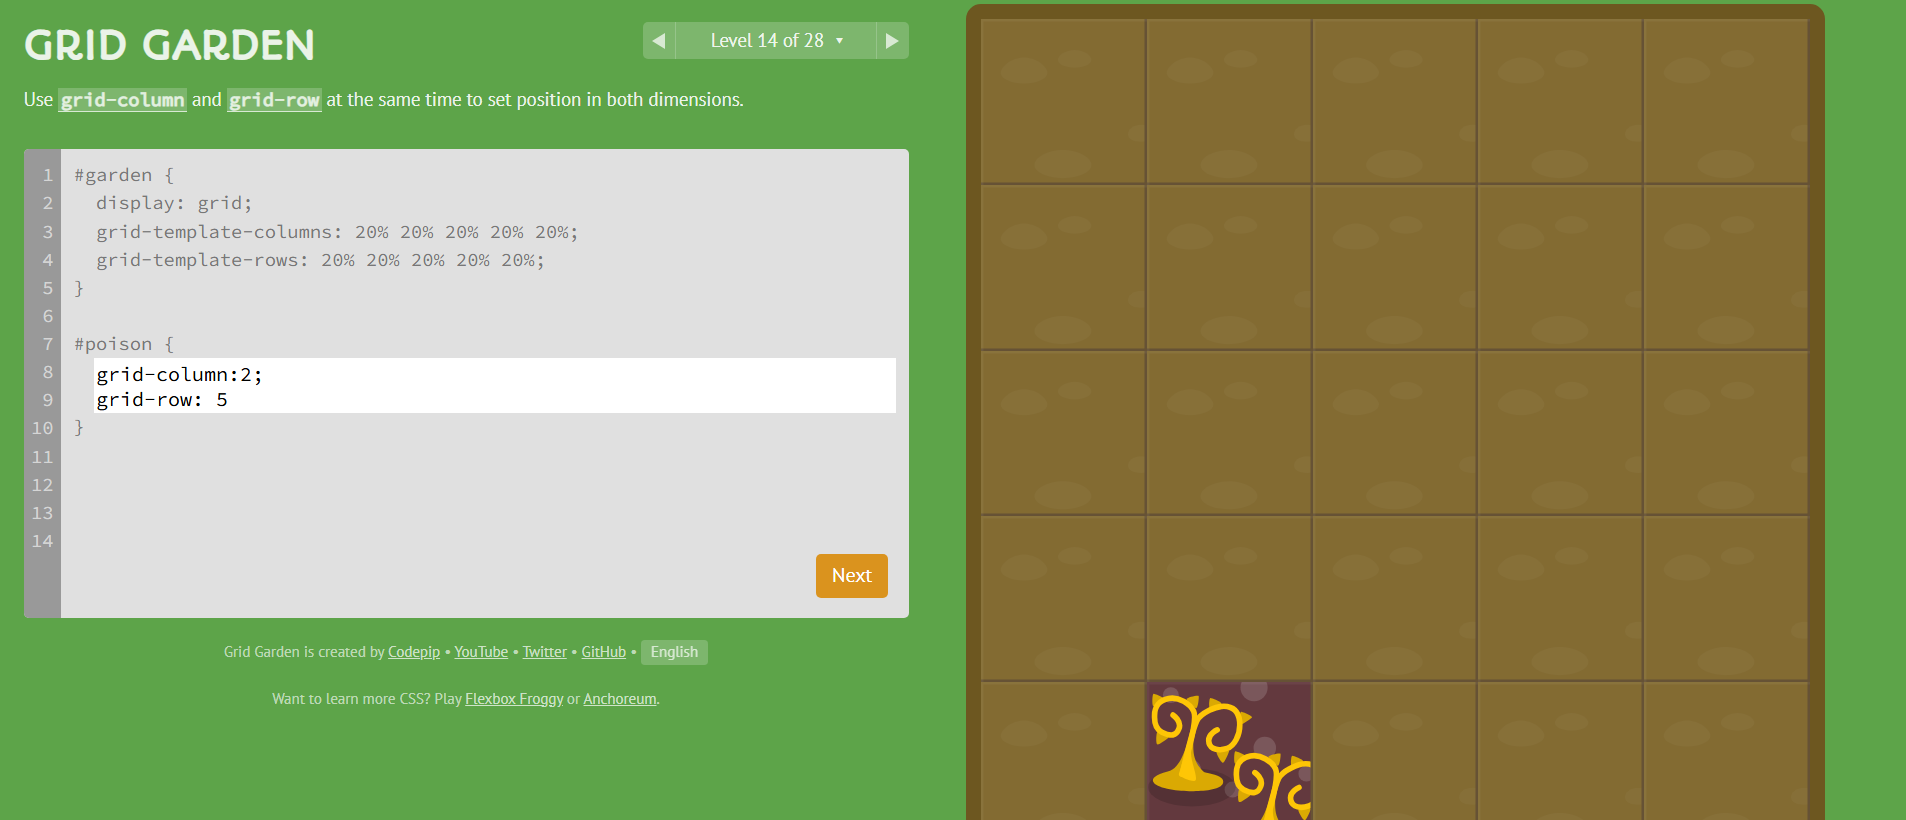 GRID GARDEN
◀ Level 14 of 28 ▼ ▶
Use grid-column and grid-row at the same time to set position in both dimensions.
1 #garden {
2 display: grid;
3 grid-template-columns: 20% 20% 20% 20% 20%;
4 grid-template-rows: 20% 20% 20% 20% 20%;
5 }
6
7 #poison {
8 grid-column:2;
9 grid-row: 5
10 }
11
12
13
14
Next
Grid Garden is created by Codepip • YouTube • Twitter • GitHub • English
Want to learn more CSS? Play Flexbox Froggy or Anchoreum.